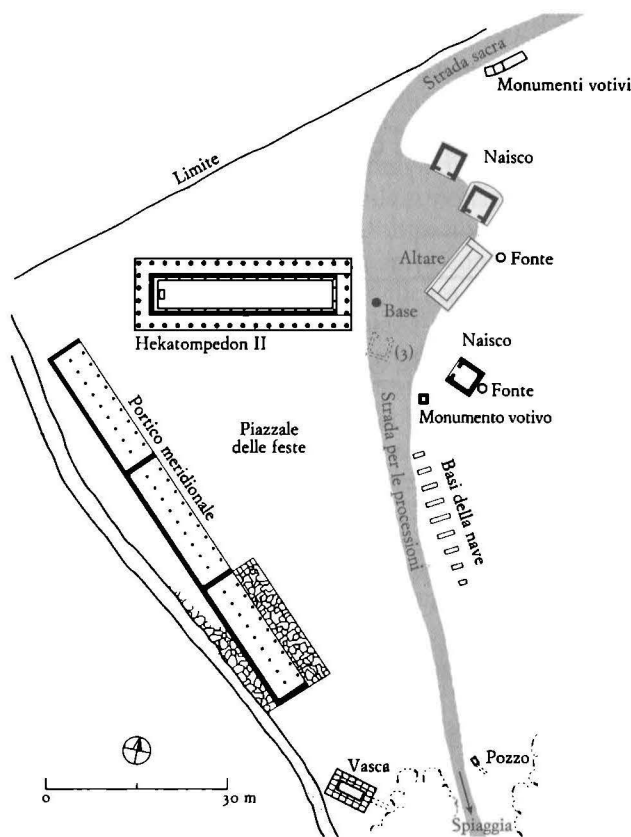 Strada sacra
Monumenti votivi
Limite
Naisco
Altare
Fonte
Base
Hekatompedon II
(3)
Naisco
Fonte
Monumento votivo
Portico meridionale
Piazzale
delle feste
Strada per le processioni
Basi della nave
Vasca
Pozzo
0
30 m
Spiaggia